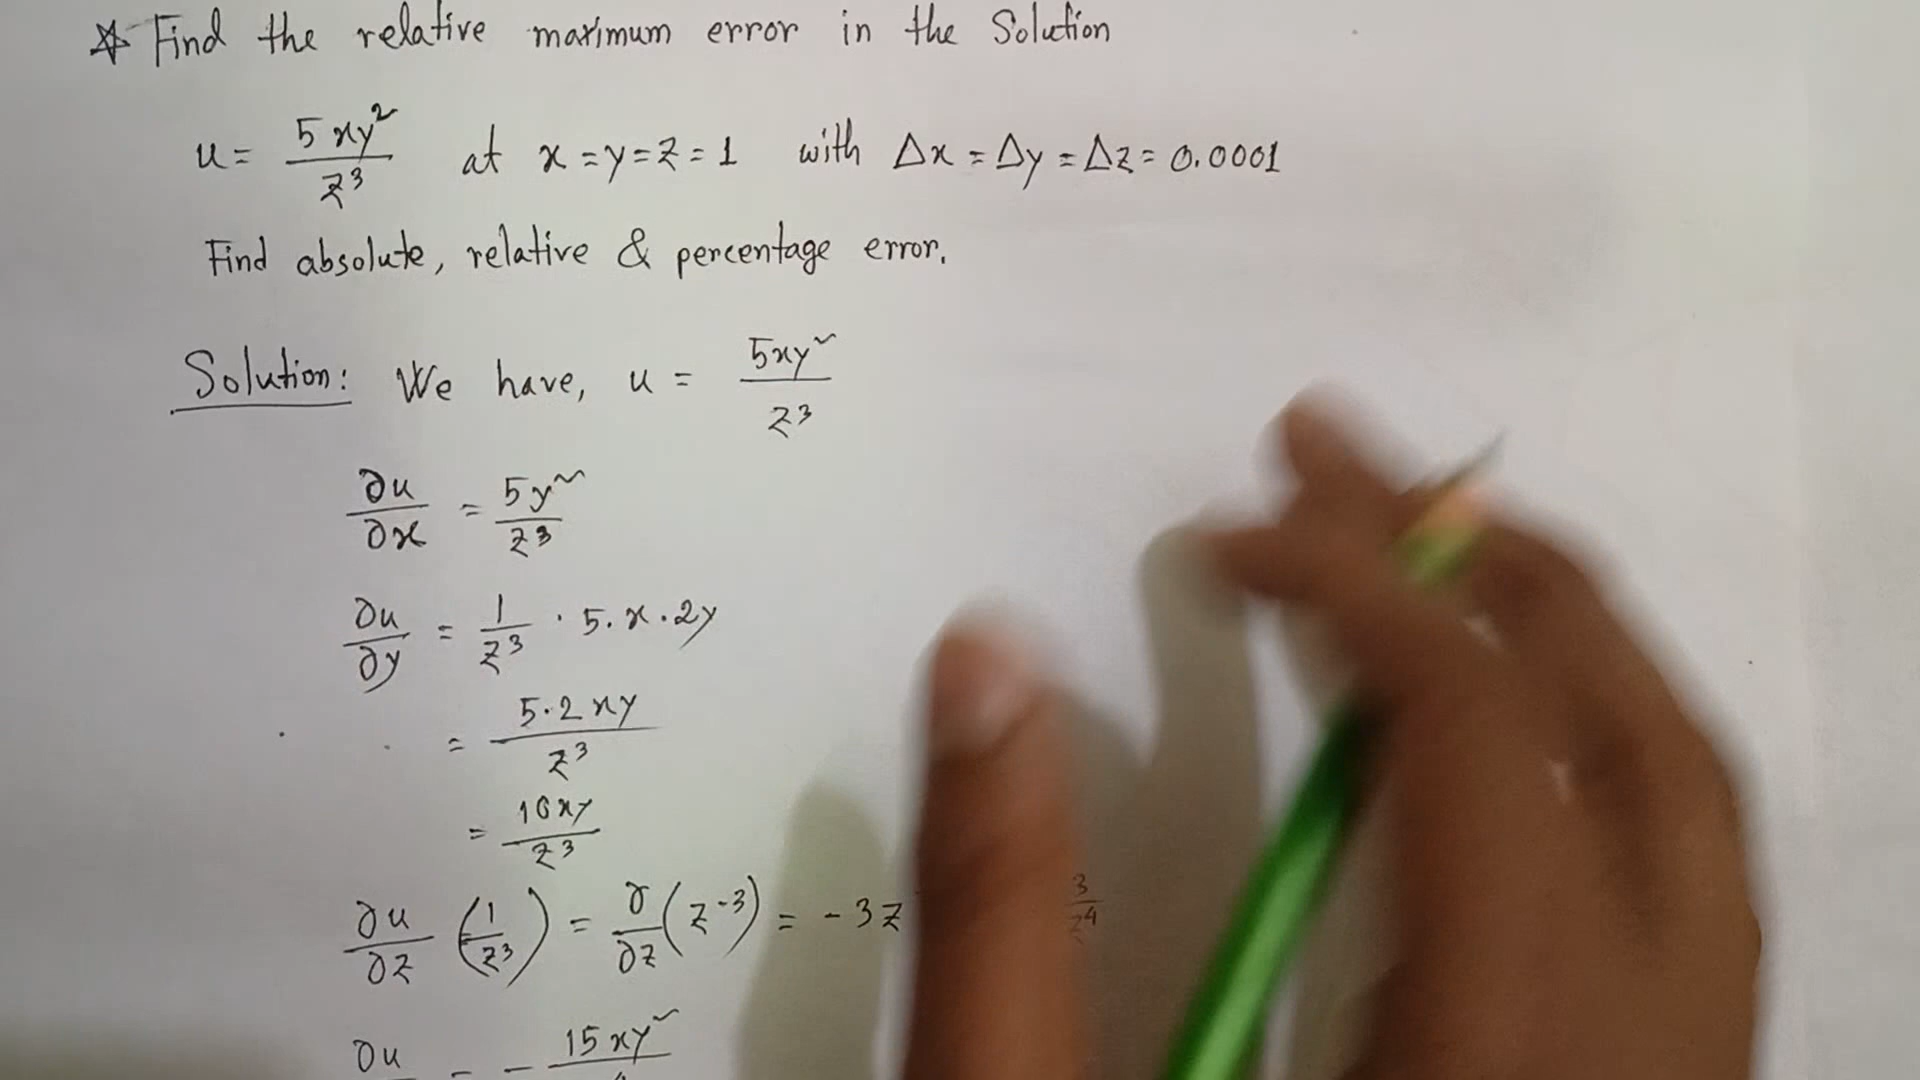 ☆ Find the relative maximum error in the Solution
u = 5xy² / z³ at x = y = z = 1 with Δx = Δy = Δz = 0.0001
Find absolute, relative & percentage error.
Solution: We have, u = 5xy² / z³
∂u/∂x = 5y² / z³
∂u/∂y = 1/z³ · 5.x.2y
= 5·2xy / z³
= 10xy / z³
∂u/∂z (1/z³) = ∂/∂z (z⁻³) = -3z 3/z⁴
∂u = - 15xy²